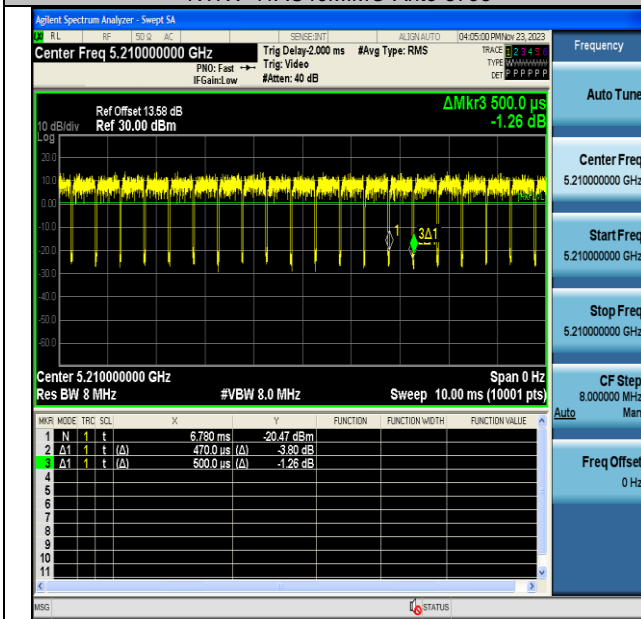 Agilent Spectrum Analyzer - Swept SA
RL RF 50 Ω AC SENSE:INT ALIGN AUTO 04:05:00 PM Nov 23, 2023
Center Freq 5.210000000 GHz
PNO: Fast
IFGain:Low
Trig Delay-2.000 ms
Trig: Video
#Atten: 40 dB
#Avg Type: RMS
TRACE 1 2 3 4 5 6
TYPE
DET P P P P P P
Frequency
Auto Tune
Center Freq
5.210000000 GHz
Start Freq
5.210000000 GHz
Stop Freq
5.210000000 GHz
CF Step
8.000000 MHz
Auto Man
Freq Offset
0 Hz
ΔMkr3 500.0 µs
-1.26 dB
Ref Offset 13.58 dB
10 dB/div Ref 30.00 dBm
Log
20.0
10.0
0.00
-10.0
-20.0
-30.0
-40.0
-50.0
-60.0
1
3Δ1
Center 5.210000000 GHz Span 0 Hz
Res BW 8 MHz #VBW 8.0 MHz Sweep 10.00 ms (10001 pts)
MKR MODE TRC SCL X Y FUNCTION FUNCTION WIDTH FUNCTION VALUE
1 N 1 t 6.780 ms -20.47 dBm
2 Δ1 1 t (Δ) 470.0 µs (Δ) -3.80 dB
3 Δ1 1 t (Δ) 500.0 µs (Δ) -1.26 dB
4
5
6
7
8
9
10
11
MSG STATUS